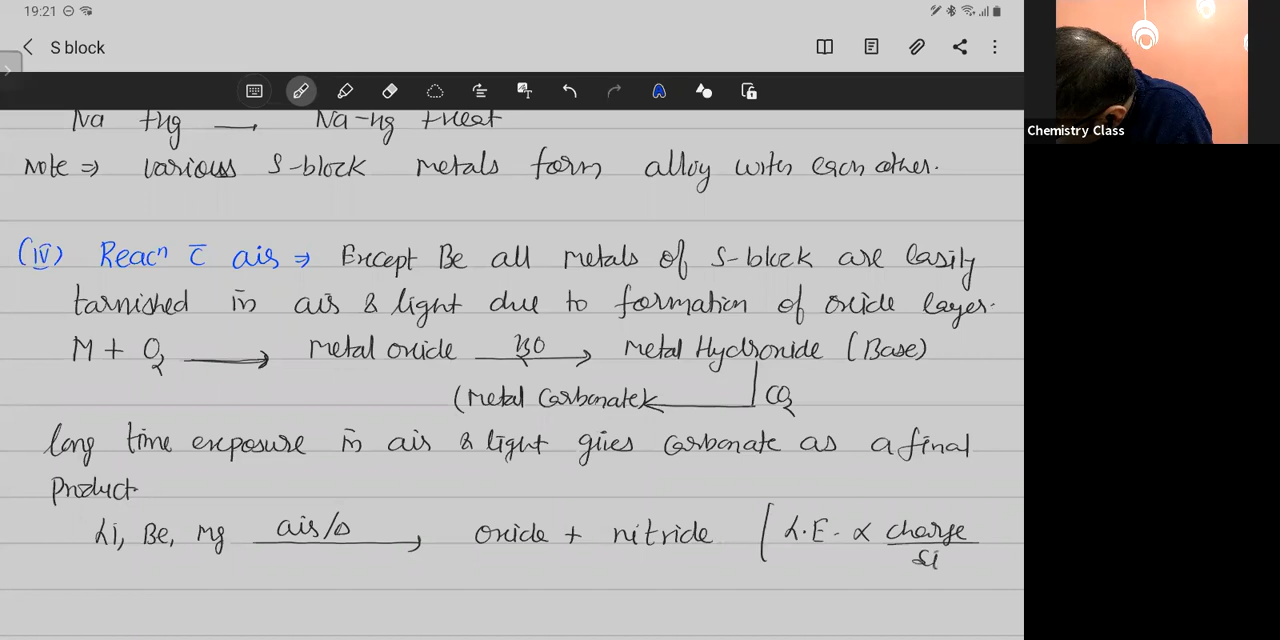 19:21
S block
Na + Hg → Na-Hg + Heat
Note ⇒ various S-block metals form alloy with each other.
(IV) Reacⁿ c̄ air ⇒ Except Be all metals of S-block are easily
tarnished in air & light due to formation of oxide layer.
M + O₂ → metal oxide H₂O → Metal Hydroxide (Base)
(Metal Carbonate ← CO₂
long time exposure in air & light gives carbonate as a final
Product
Li, Be, Mg air/Δ → oxide + nitride [L.E. ∝ charge
Si
Chemistry Class